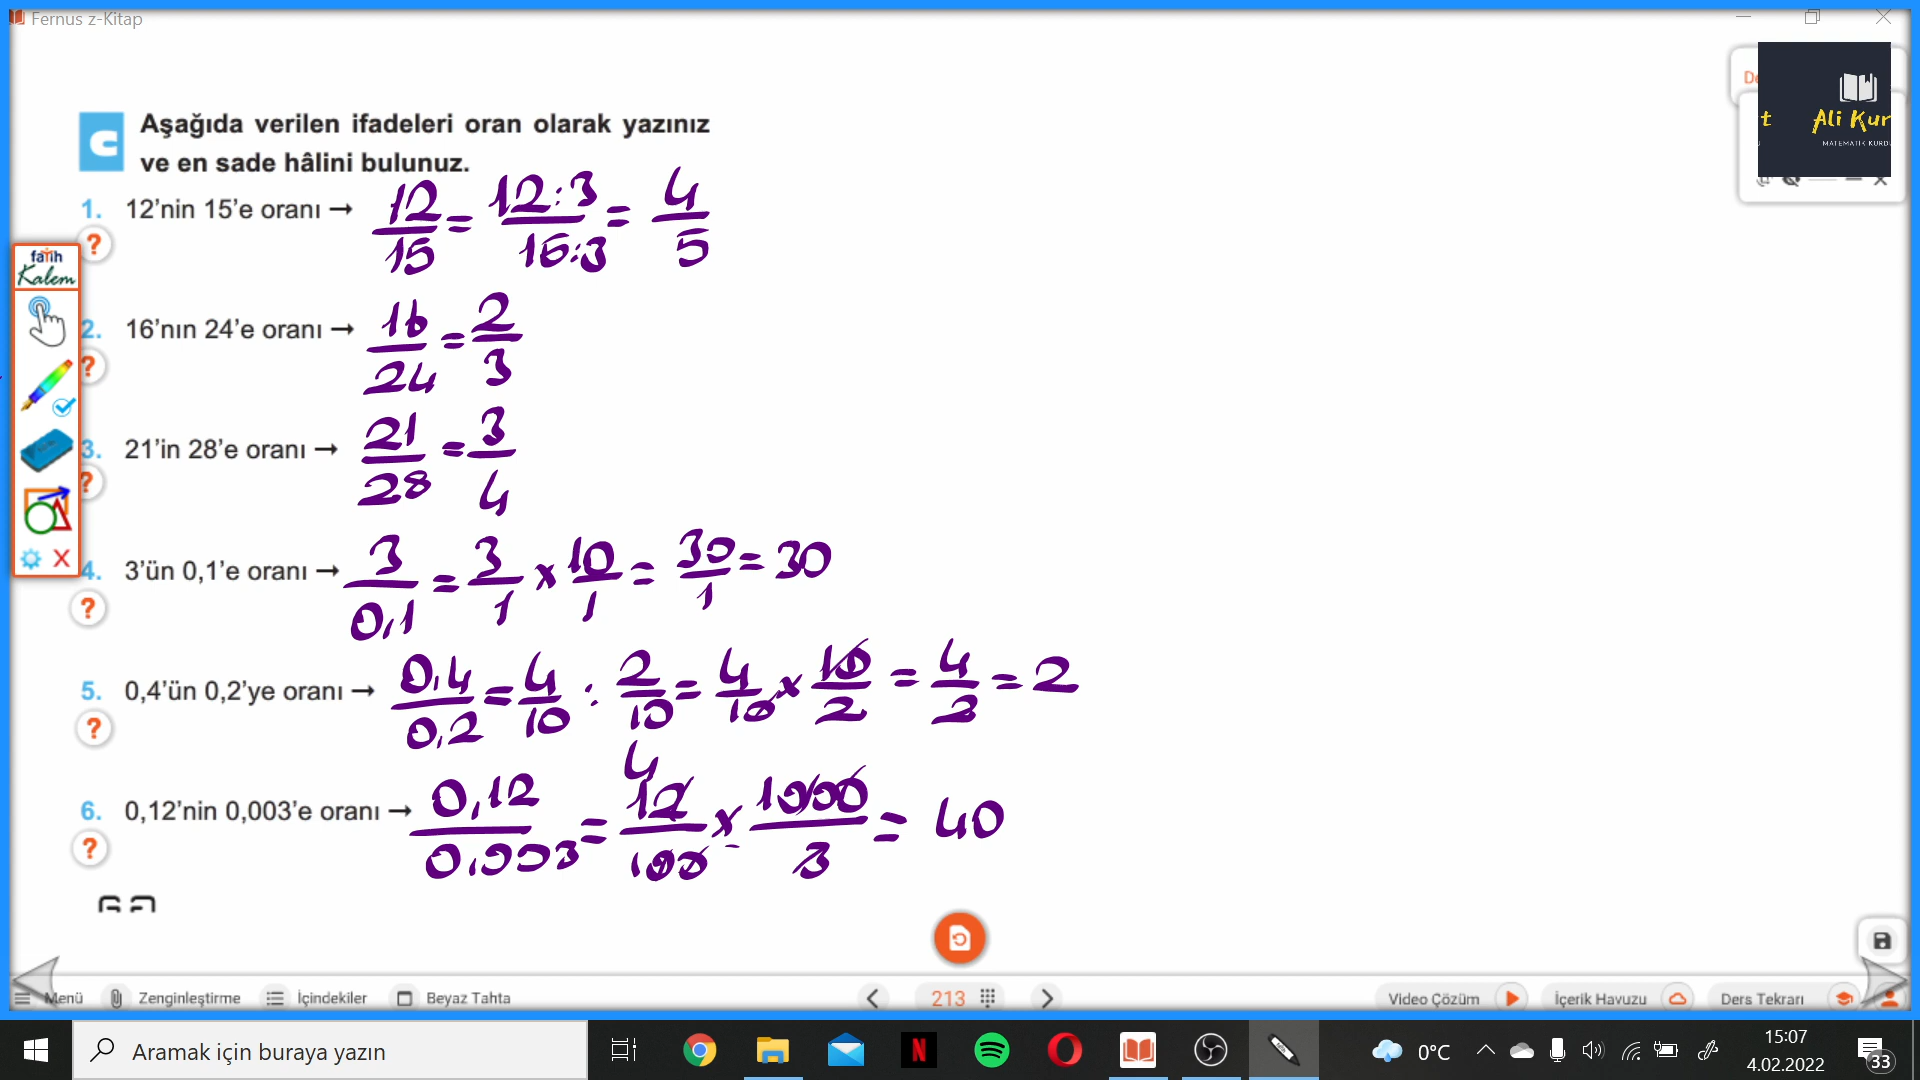 Fernus z-Kitap
C Aşağıda verilen ifadeleri oran olarak yazınız
ve en sade hâlini bulunuz.
De
t Ali Kur
MATEMATİK KURD
1. 12'nin 15'e oranı → 12/15 = 12:3/15:3 = 4/5
?
fatih
Kalem
2. 16'nın 24'e oranı → 16/24 = 2/3
?
3. 21'in 28'e oranı → 21/28 = 3/4
?
4. 3'ün 0,1'e oranı → 3/0,1 = 3/1 x 10/1 = 30/1 = 30
?
5. 0,4'ün 0,2'ye oranı → 0,4/0,2 = 4/10 : 2/10 = 4/10 x 10/2 = 4/2 = 2
?
6. 0,12'nin 0,003'e oranı → 0,12/0,003 = 12/100 x 1000/3 = 40
4
?
Menü Zenginleştirme İçindekiler Beyaz Tahta 213 Video Çözüm İçerik Havuzu Ders Tekrarı
Aramak için buraya yazın
N
0°C
15:07
4.02.2022
33